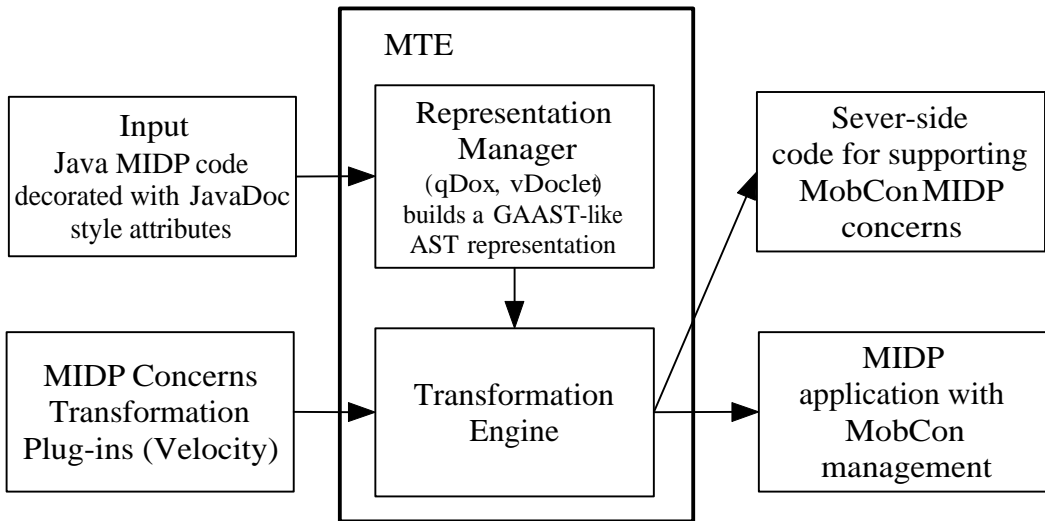 MTE
Input
Java MIDP code
decorated with JavaDoc
style attributes
Representation
Manager
(qDox, vDoclet)
builds a GAAST-like
AST representation
Sever-side
code for supporting
MobCon MIDP
concerns
MIDP Concerns
Transformation
Plug-ins (Velocity)
Transformation
Engine
MIDP
application with
MobCon
management